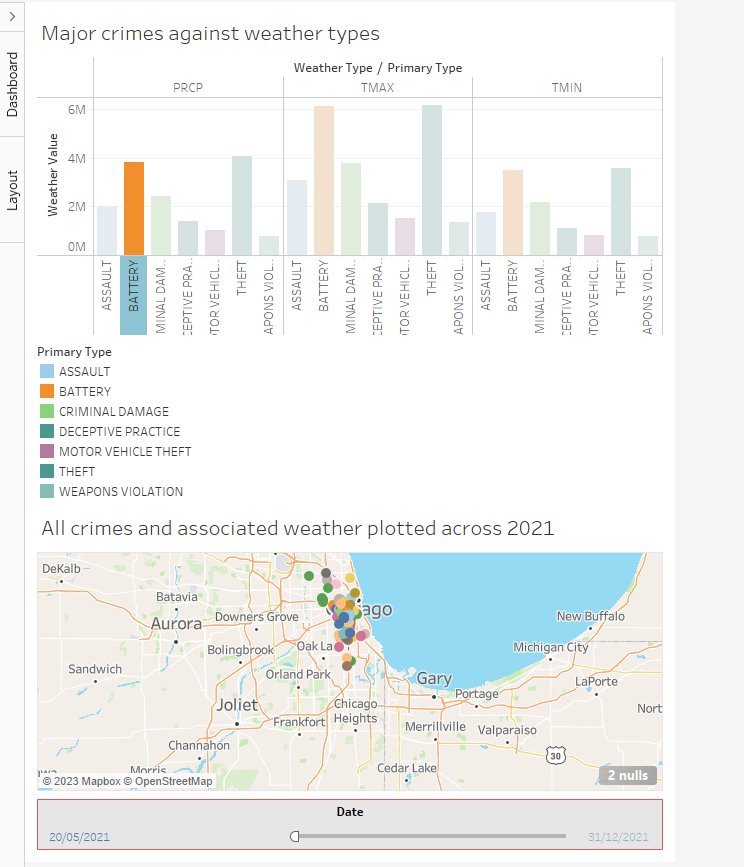 >
Dashboard
Layout
Major crimes against weather types
Weather Type / Primary Type
PRCP
TMAX
TMIN
Weather Value
6M
4M
2M
0M
ASSAULT
BATTERY
MINAL DAM..
CEPTIVE PRA..
TOR VEHICL..
THEFT
APONS VIOL..
ASSAULT
BATTERY
MINAL DAM..
CEPTIVE PRA..
TOR VEHICL..
THEFT
APONS VIOL..
ASSAULT
BATTERY
MINAL DAM..
CEPTIVE PRA..
TOR VEHICL..
THEFT
APONS VIOL..
Primary Type
ASSAULT
BATTERY
CRIMINAL DAMAGE
DECEPTIVE PRACTICE
MOTOR VEHICLE THEFT
THEFT
WEAPONS VIOLATION
All crimes and associated weather plotted across 2021
DeKalb
Batavia
Aurora
Downers Grove
ago
New Buffalo
Bolingbrook
Oak La
Michigan City
Sandwich
Orland Park
Gary
LaPorte
Portage
Joliet
Chicago
Heights
Nort
Frankfort
Merrillville
Valparaiso
Channahon
30
Morris
Cedar Lake
2 nulls
© 2023 Mapbox © OpenStreetMap
Date
20/05/2021
31/12/2021